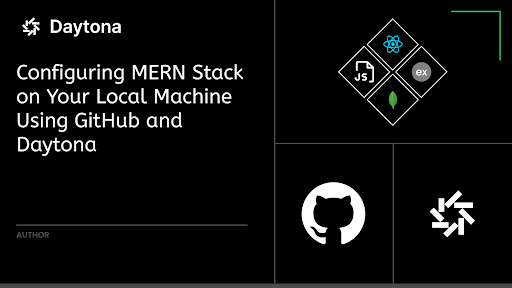 Daytona
Configuring MERN Stack
on Your Local Machine
Using GitHub and
Daytona
AUTHOR
JS
ex